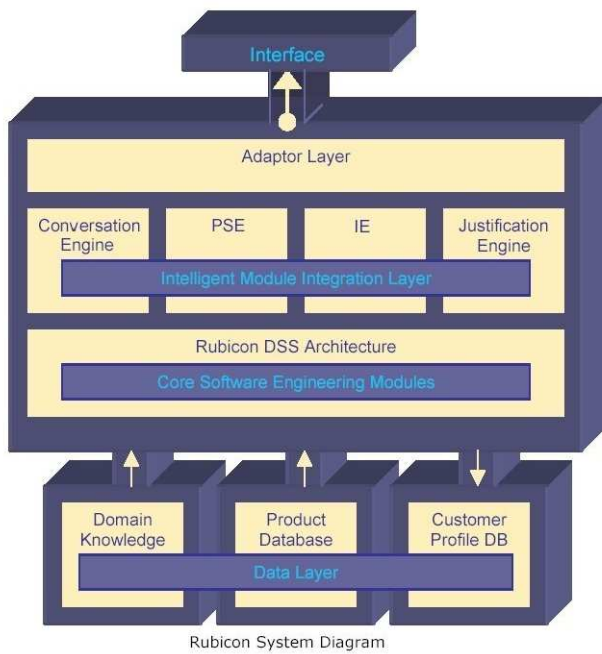 Interface
Adaptor Layer
Conversation
Engine
PSE
IE
Justification
Engine
Intelligent Module Integration Layer
Rubicon DSS Architecture
Core Software Engineering Modules
Domain
Knowledge
Product
Database
Customer
Profile DB
Data Layer
Rubicon System Diagram